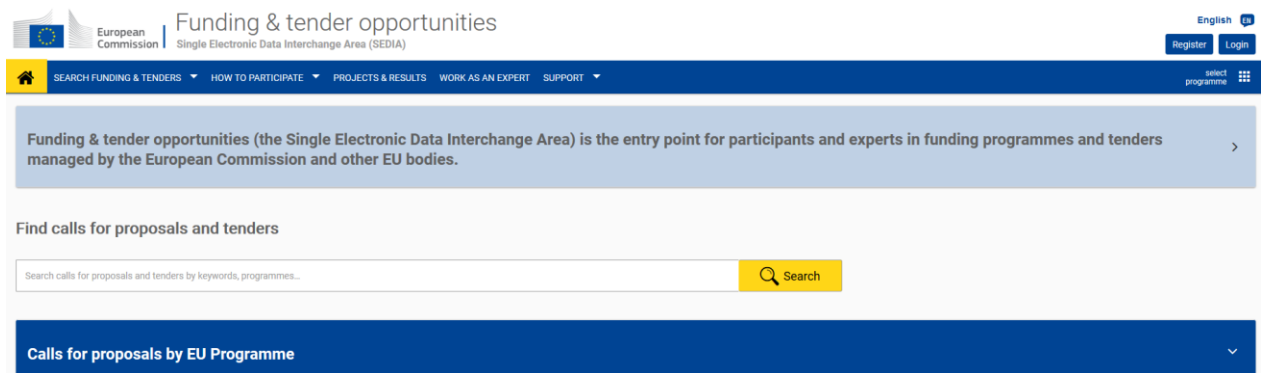 European
Commission
Funding & tender opportunities
Single Electronic Data Interchange Area (SEDIA)
English EN
Register Login
SEARCH FUNDING & TENDERS HOW TO PARTICIPATE PROJECTS & RESULTS WORK AS AN EXPERT SUPPORT
select
programme
Funding & tender opportunities (the Single Electronic Data Interchange Area) is the entry point for participants and experts in funding programmes and tenders
managed by the European Commission and other EU bodies.
Find calls for proposals and tenders
Search calls for proposals and tenders by keywords, programmes...
Search
Calls for proposals by EU Programme